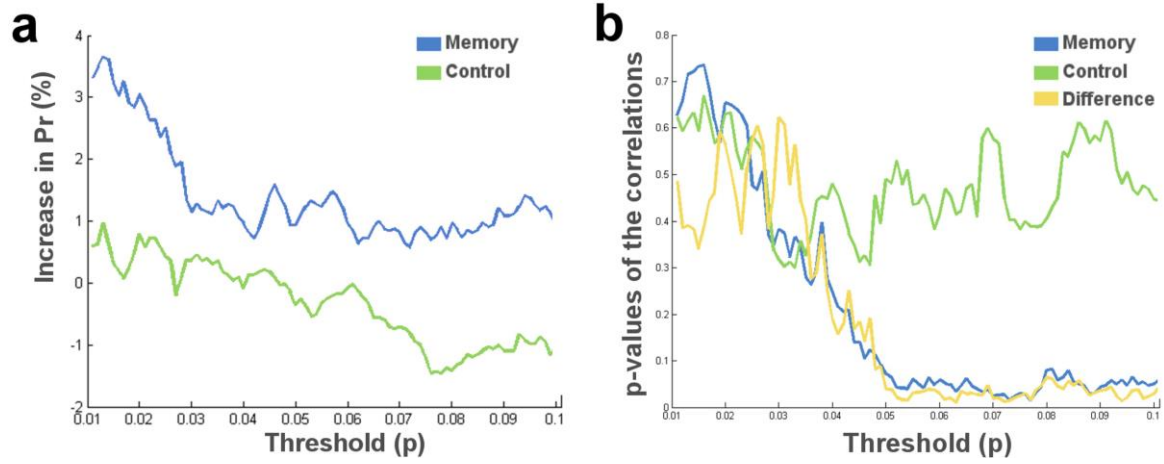 a
4
3
2
1
0
-1
-2
Increase in Pr (%)
Memory
Control
0.01 0.02 0.03 0.04 0.05 0.06 0.07 0.08 0.09 0.1
Threshold (p)
b
0.8
0.7
0.6
0.5
0.4
0.3
0.2
0.1
0
p-values of the correlations
Memory
Control
Difference
0.01 0.02 0.03 0.04 0.05 0.06 0.07 0.08 0.09 0.1
Threshold (p)